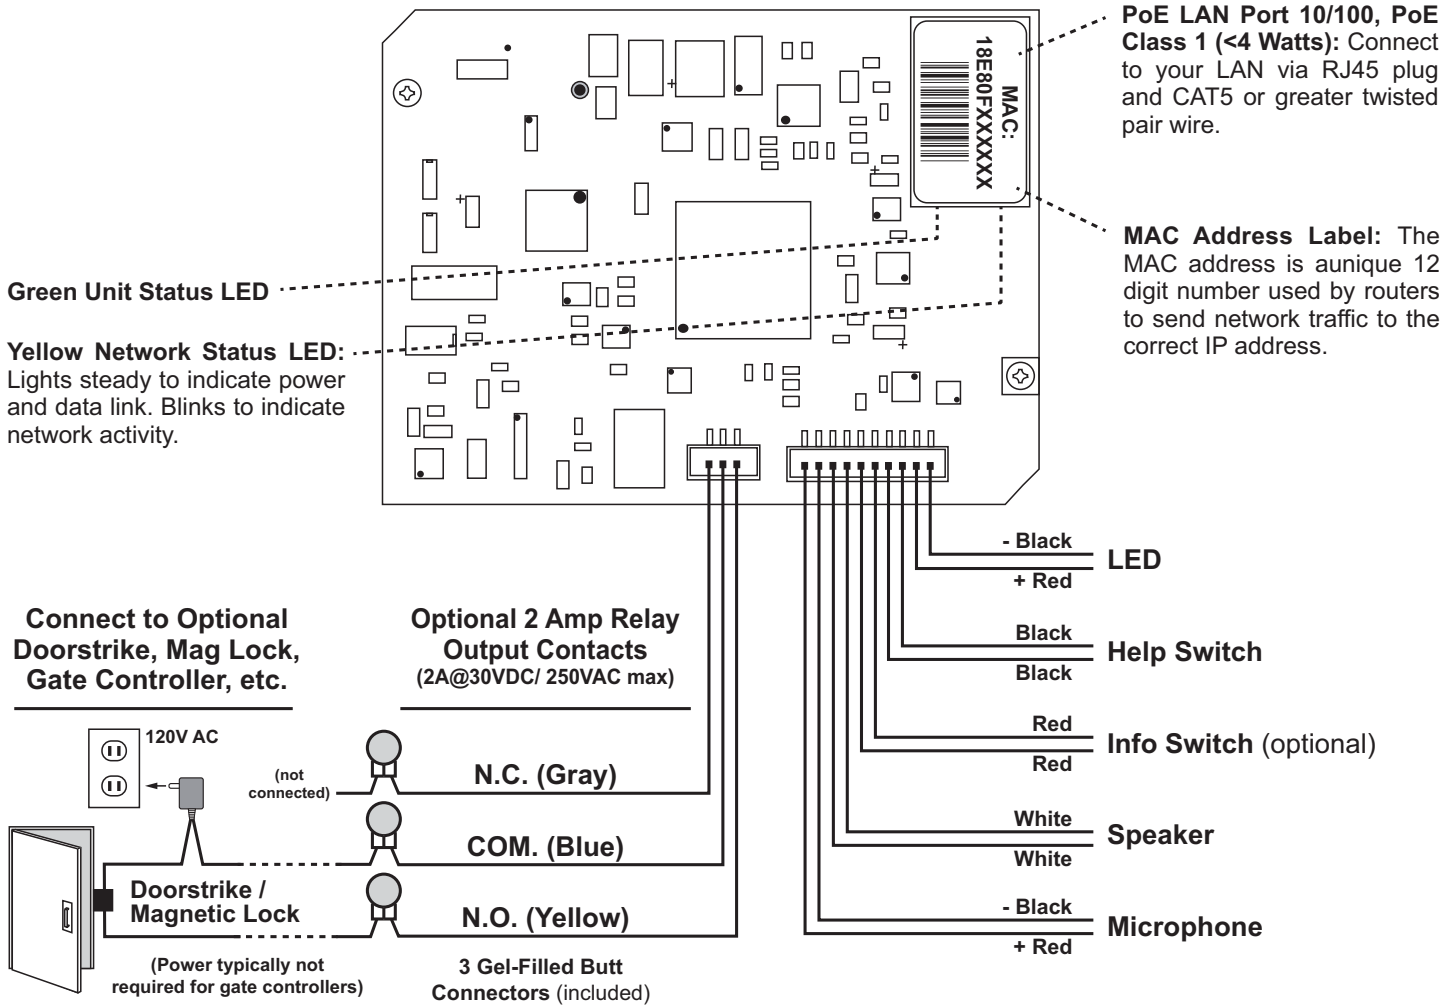 PoE LAN Port 10/100, PoE
Class 1 (<4 Watts): Connect
to your LAN via RJ45 plug
and CAT5 or greater twisted
pair wire.
MAC:
18E80FXXXXXX
MAC Address Label: The
MAC address is aunique 12
digit number used by routers
to send network traffic to the
correct IP address.
Green Unit Status LED
Yellow Network Status LED:
Lights steady to indicate power
and data link. Blinks to indicate
network activity.
- Black
+ Red
LED
Black
Black
Help Switch
Red
Red
Info Switch (optional)
White
White
Speaker
- Black
+ Red
Microphone
Connect to Optional
Doorstrike, Mag Lock,
Gate Controller, etc.
Optional 2 Amp Relay
Output Contacts
(2A@30VDC/ 250VAC max)
120V AC
(not
connected)
N.C. (Gray)
COM. (Blue)
N.O. (Yellow)
Doorstrike /
Magnetic Lock
(Power typically not
required for gate controllers)
3 Gel-Filled Butt
Connectors (included)